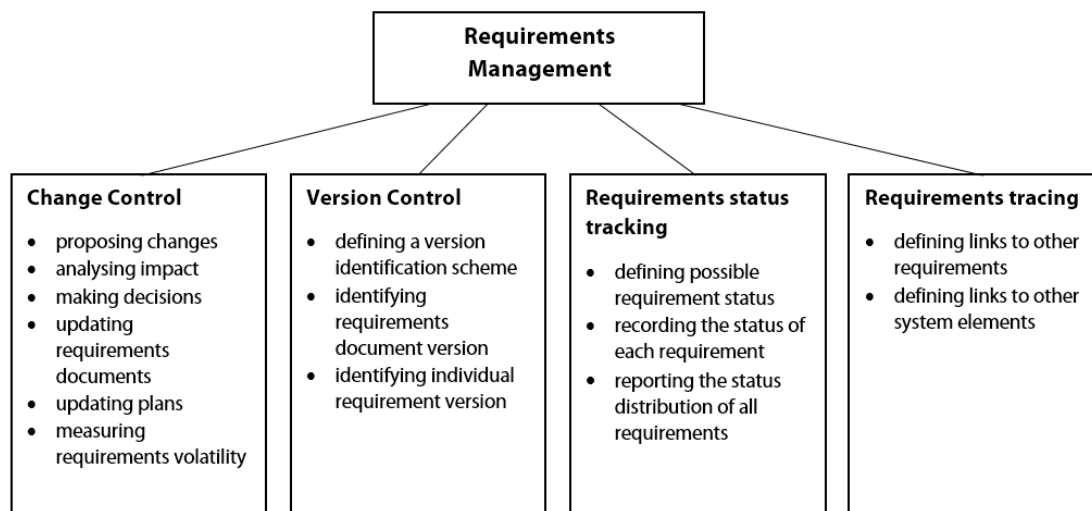 Requirements
Management
Change Control
• proposing changes
• analysing impact
• making decisions
• updating
requirements
documents
• updating plans
• measuring
requirements volatility
Version Control
• defining a version
identification scheme
• identifying
requirements
document version
• identifying individual
requirement version
Requirements status
tracking
• defining possible
requirement status
• recording the status of
each requirement
• reporting the status
distribution of all
requirements
Requirements tracing
• defining links to other
requirements
• defining links to other
system elements